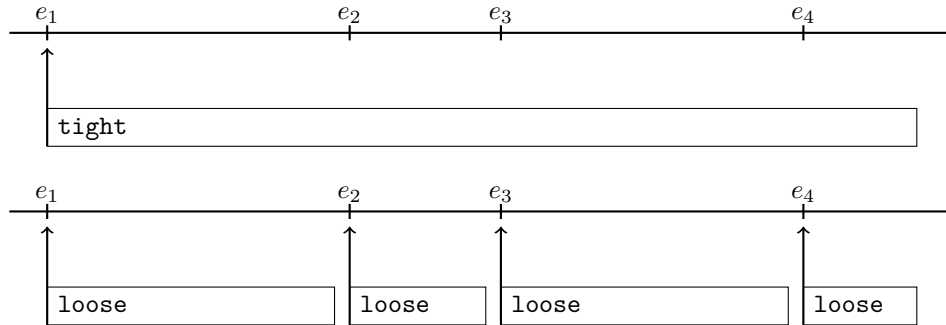 e₁ e₂ e₃ e₄
tight
e₁ e₂ e₃ e₄
loose loose loose loose